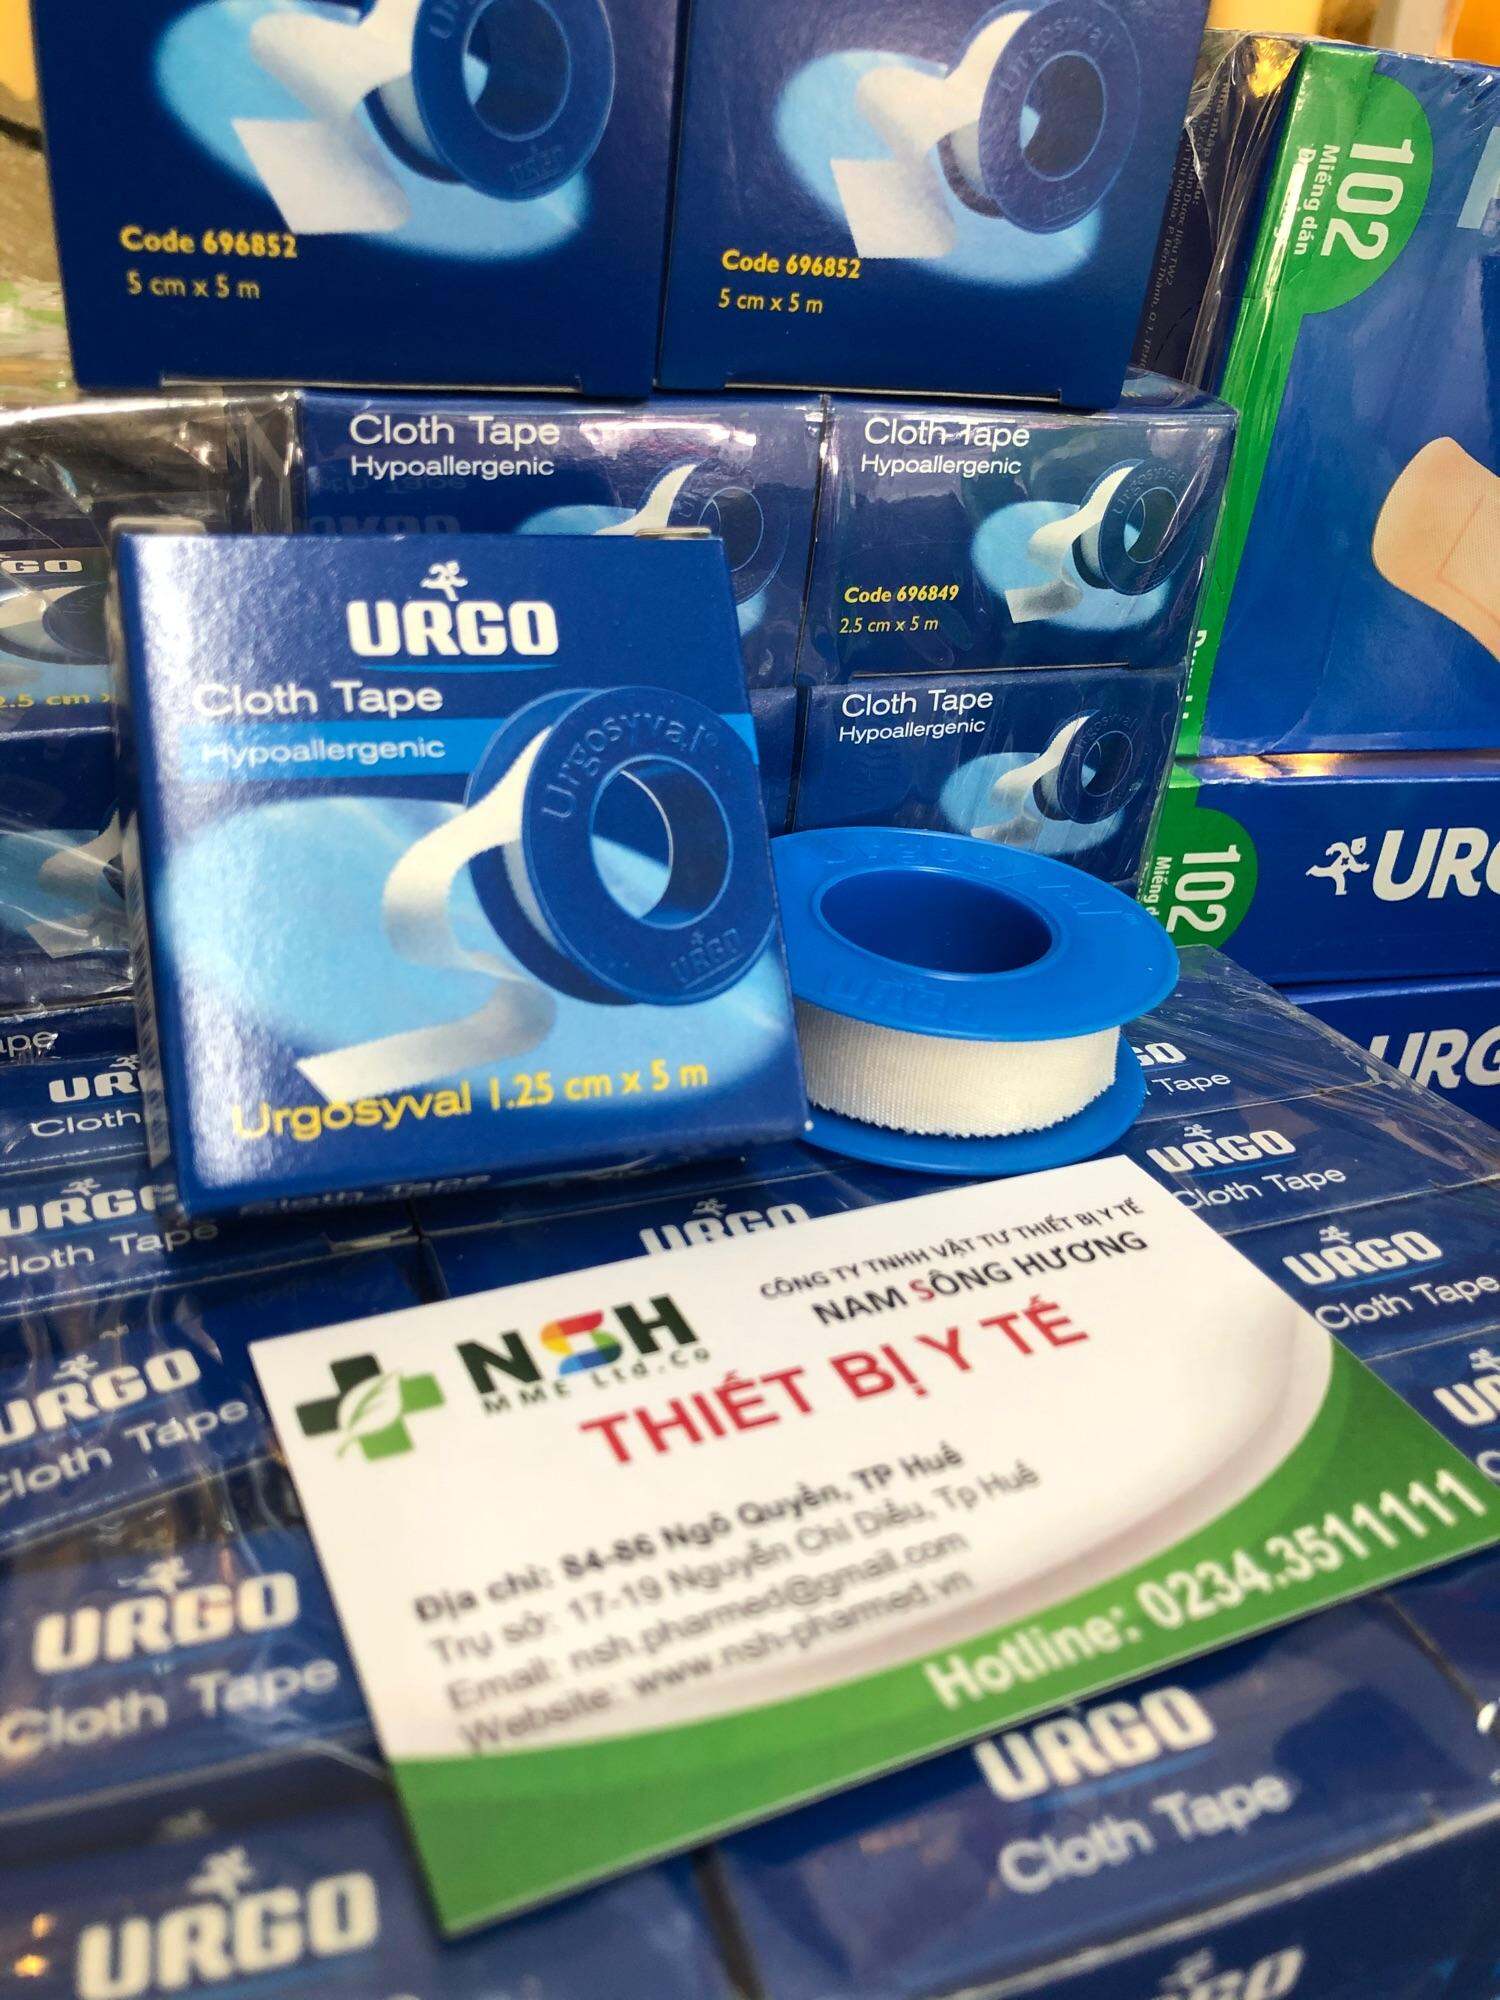 Code 696852
5 cm x 5 m
Code 696852
5 cm x 5 m
102
Miếng dán
Cloth Tape
Hypoallergenic
Cloth Tape
Hypoallergenic
Code 696849
2.5 cm x 5 m
Cloth Tape
Hypoallergenic
URGO
Cloth Tape
Hypoallergenic
Urgosyval
URGO
Urgosyval 1.25 cm x 5 m
102
URGO
Cloth Tape
URGO
Cloth Tape
URGO
Cloth Tape
URGO
Cloth Tape
URGO
NSH
MME Ltd.Co
CÔNG TY TNHH VẬT TƯ THIẾT BỊ Y TẾ
NAM SÔNG HƯƠNG
THIẾT BỊ Y TẾ
Địa chỉ: 84-86 Ngô Quyền, TP Huế
Trụ sở: 17-19 Nguyễn Chí Diểu, Tp Huế
Email: nsh.pharmed@gmail.com
Website: www.nsh-pharmed.vn
Hotline: 0234.3511111
URGO
Cloth Tape
URGO
Cloth Tape
URGO
Cloth Tape
URGO